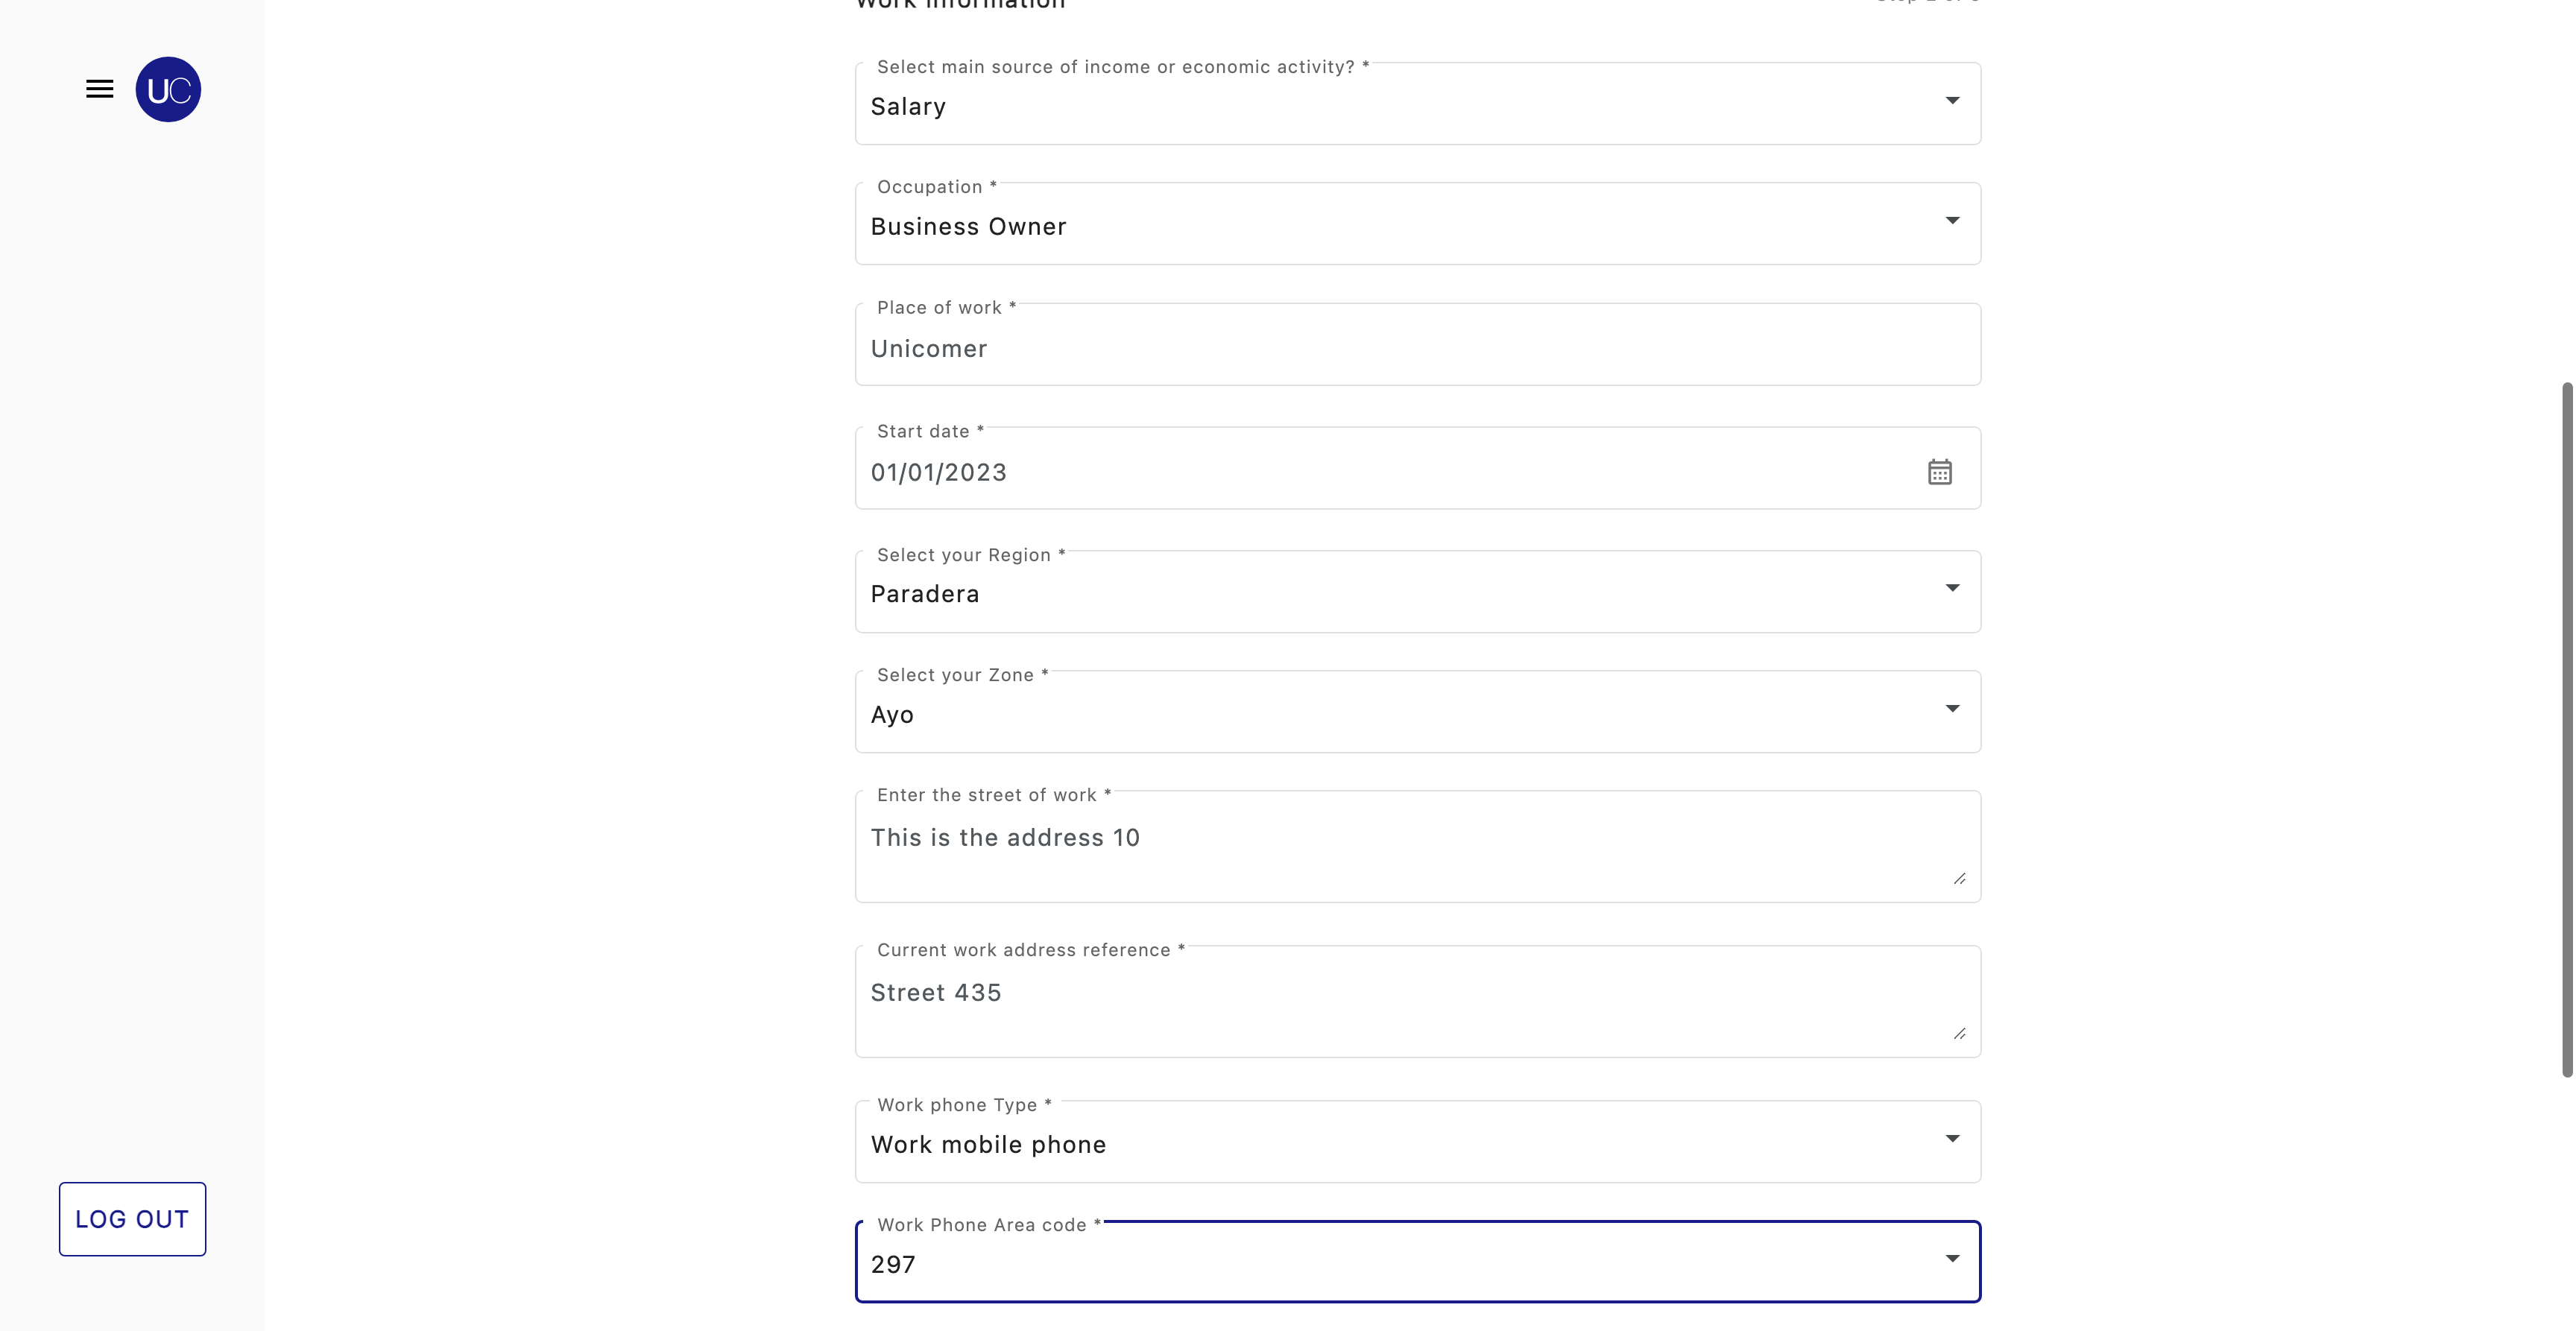 Work Information
UC
Select main source of income or economic activity? *
Salary
Occupation *
Business Owner
Place of work *
Unicomer
Start date *
01/01/2023
Select your Region *
Paradera
Select your Zone *
Ayo
Enter the street of work *
This is the address 10
Current work address reference *
Street 435
Work phone Type *
Work mobile phone
LOG OUT
Work Phone Area code *
297